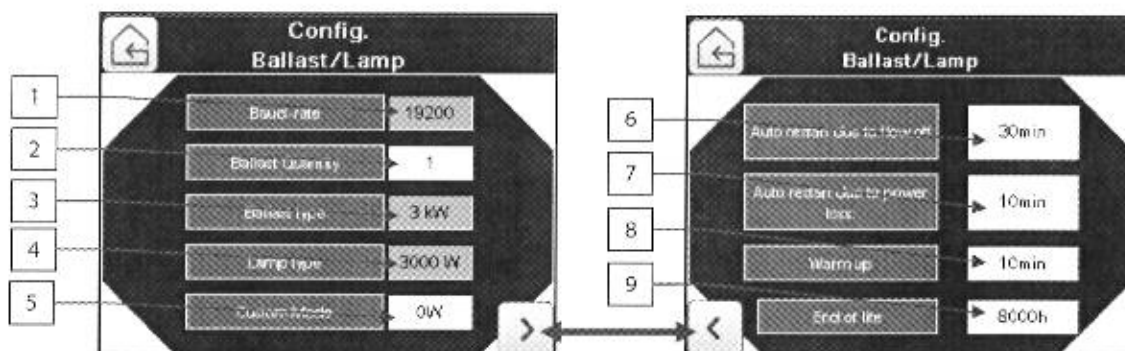 Config.
Ballast/Lamp
1
Baud-rate
19200
2
Ballast Quantity
1
3
Ballast type
3 kW
4
Lamp type
3000 W
5
Custom Mode
0W
>
Config.
Ballast/Lamp
6
Auto restart due to flow off
30min
7
Auto restart due to power
loss
10min
8
Warm up
10min
9
End of life
8000h
<